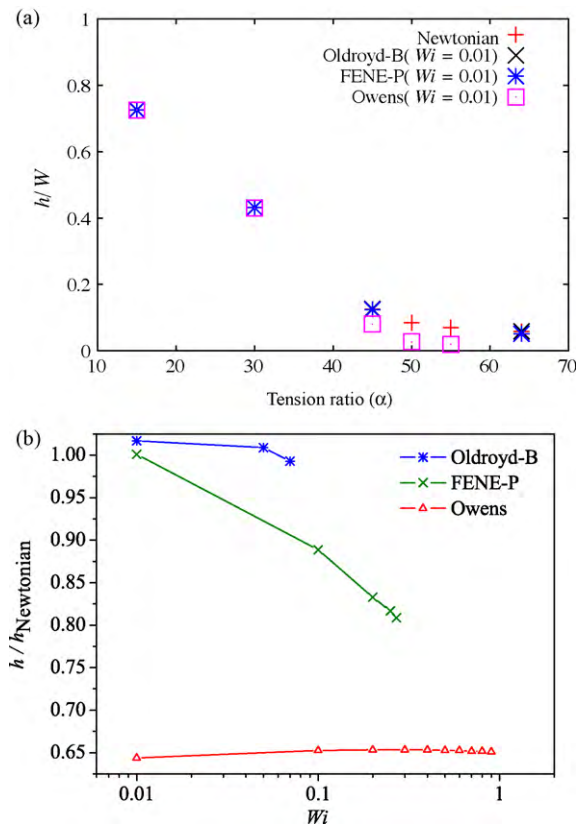 (a)
1
0.8
0.6
0.4
0.2
0
h/W
Newtonian
Oldroyd-B( Wi = 0.01)
FENE-P( Wi = 0.01)
Owens( Wi = 0.01)
10 20 30 40 50 60 70
Tension ratio (α)
(b)
1.00
0.95
0.90
0.85
0.80
0.75
0.70
0.65
h / hNewtonian
Oldroyd-B
FENE-P
Owens
0.01 0.1 1
Wi